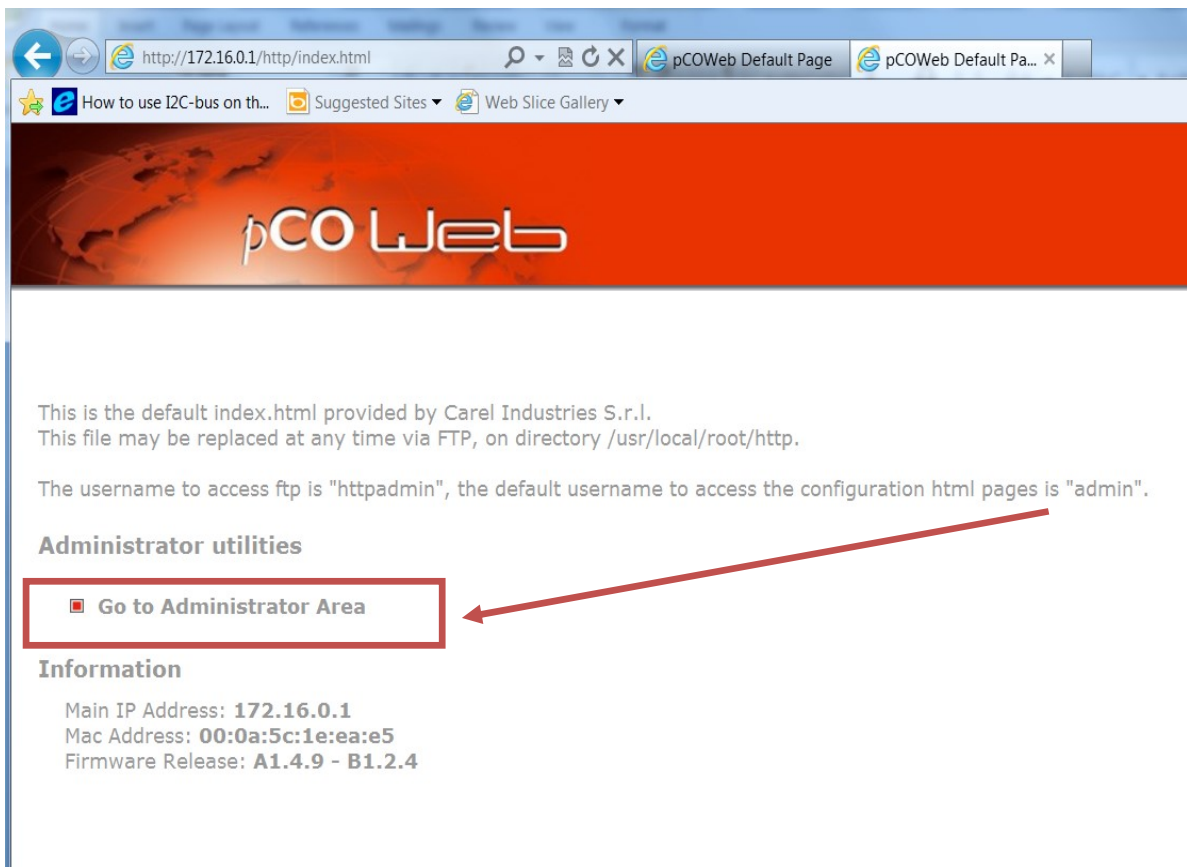 http://172.16.0.1/http/index.html
pCOWeb Default Page
pCOWeb Default Pa...
How to use I2C-bus on th...
Suggested Sites
Web Slice Gallery
pCO Web
This is the default index.html provided by Carel Industries S.r.l.
This file may be replaced at any time via FTP, on directory /usr/local/root/http.
The username to access ftp is "httpadmin", the default username to access the configuration html pages is "admin".
Administrator utilities
Go to Administrator Area
Information
Main IP Address: 172.16.0.1
Mac Address: 00:0a:5c:1e:ea:e5
Firmware Release: A1.4.9 - B1.2.4